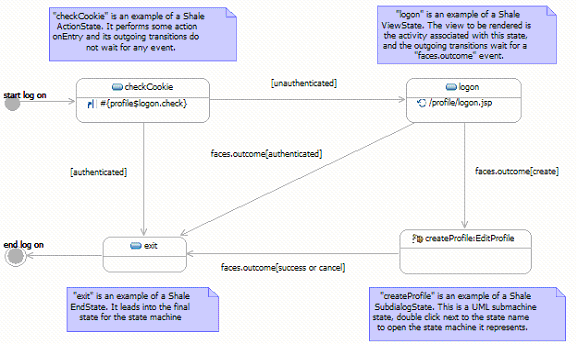 "checkCookie" is an example of a Shale
ActionState. It performs some action
onEntry and its outgoing transitions do
not wait for any event.
"logon" is an example of a Shale
ViewState. The view to be rendered is
the activity associated with this state,
and the outgoing transitions wait for a
"faces.outcome" event.
start log on
checkCookie
#{profile$logon.check}
[unauthenticated]
logon
/profile/logon.jsp
[authenticated]
faces.outcome[authenticated]
faces.outcome[create]
end log on
exit
createProfile:EditProfile
faces.outcome[success or cancel]
"exit" is an example of a Shale
EndState. It leads into the final
state for the state machine
"createProfile" is an example of a Shale
SubdialogState. This is a UML submachine
state, double click next to the state name
to open the state machine it represents.